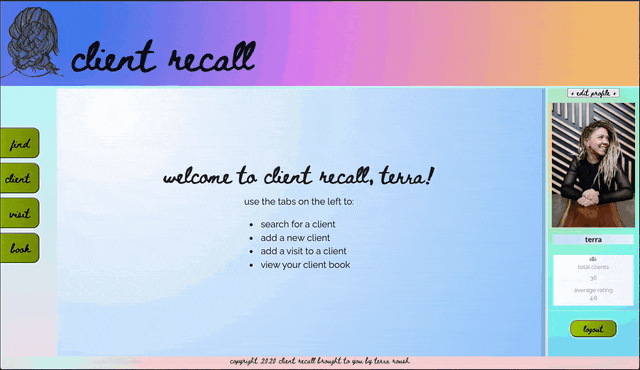 client recall
+ edit profile +
find
client
visit
book
welcome to client recall, terra!
use the tabs on the left to:
search for a client
add a new client
add a visit to a client
view your client book
terra
total clients
36
average rating
4.8
logout
copyright 2020 client recall brought to you by terra roush